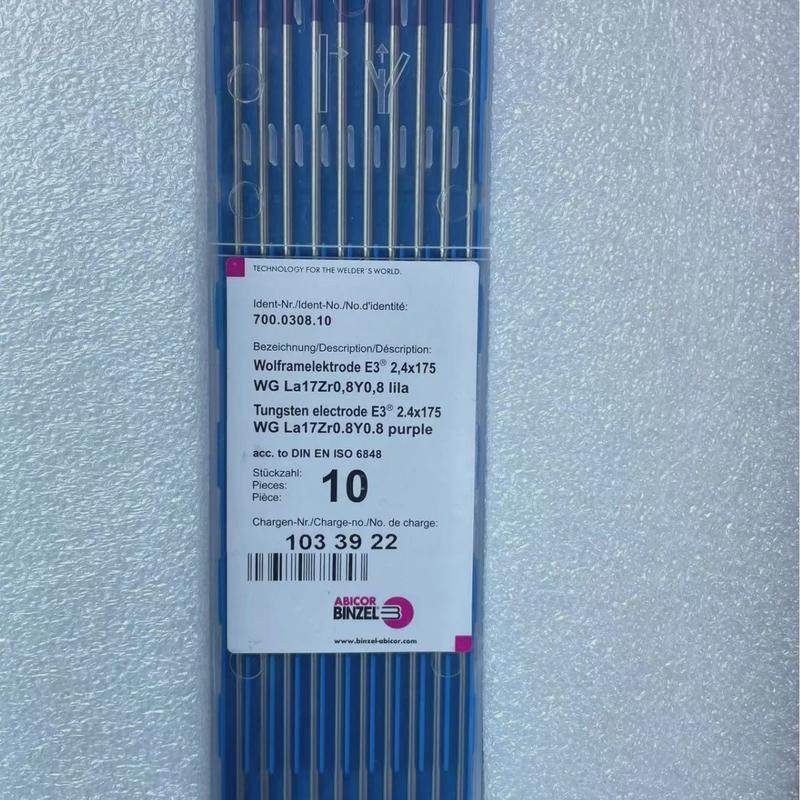 TECHNOLOGY FOR THE WELDER´S WORLD.
Ident-Nr./Ident-No./No.d'identité:
700.0308.10
Bezeichnung/Description/Déscription:
Wolframelektrode E3® 2,4x175
WG La17Zr0,8Y0,8 lila
Tungsten electrode E3® 2.4x175
WG La17Zr0.8Y0.8 purple
acc. to DIN EN ISO 6848
Stückzahl:
Pieces: 10
Pièce:
Chargen-Nr./Charge-no./No. de charge:
103 39 22
ABICOR
BINZEL
www.binzel-abicor.com